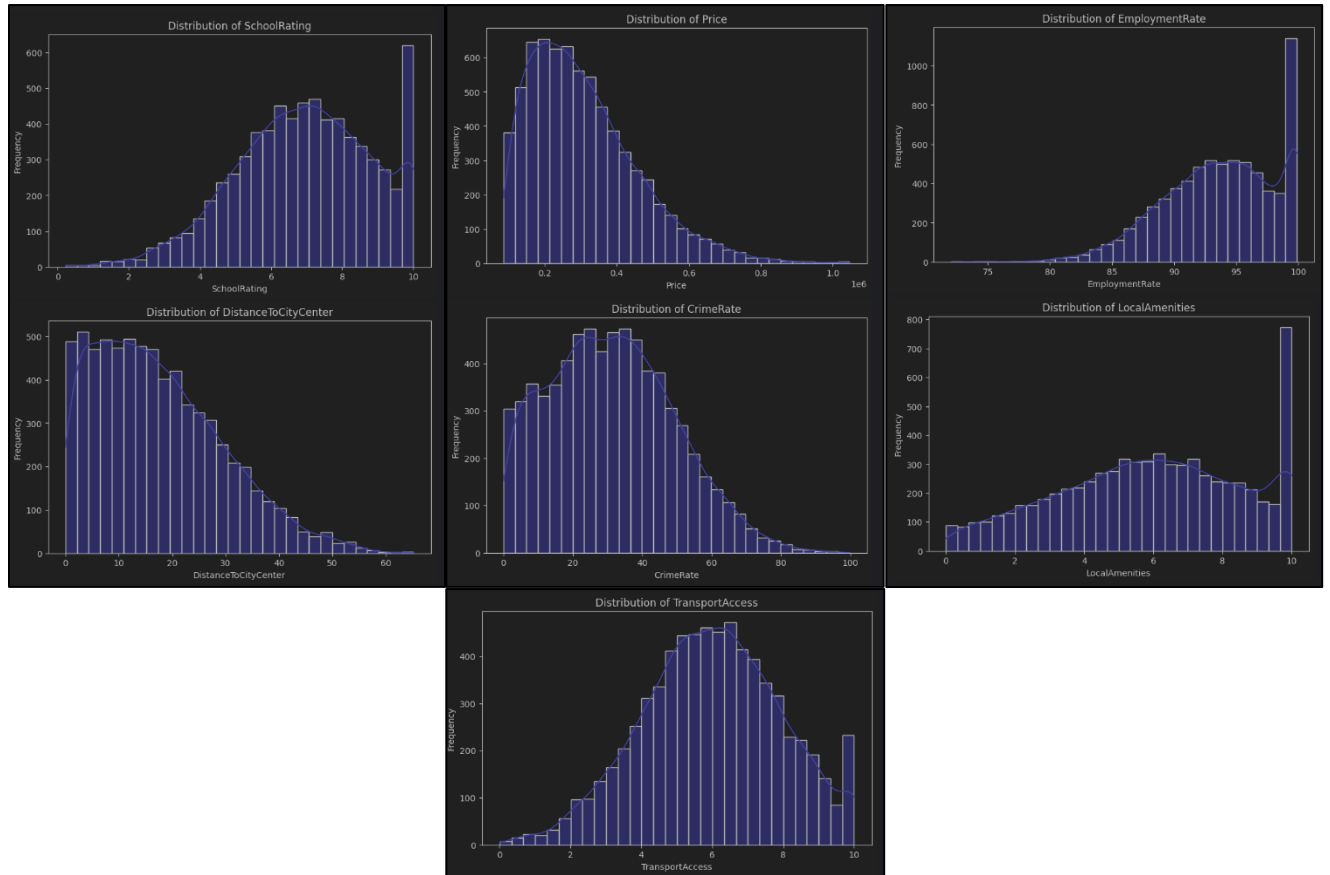 Distribution of SchoolRating
600
500
400
300
200
100
0
Frequency
0 2 4 6 8 10
SchoolRating
Distribution of Price
600
500
400
300
200
100
0
Frequency
0.2 0.4 0.6 0.8 1.0
1e6
Price
Distribution of EmploymentRate
1000
800
600
400
200
0
Frequency
75 80 85 90 95 100
EmploymentRate
Distribution of DistanceToCityCenter
500
400
300
200
100
0
Frequency
0 10 20 30 40 50 60
DistanceToCityCenter
Distribution of CrimeRate
400
300
200
100
0
Frequency
0 20 40 60 80 100
CrimeRate
Distribution of LocalAmenities
800
700
600
500
400
300
200
100
0
Frequency
0 2 4 6 8 10
LocalAmenities
Distribution of TransportAccess
400
300
200
100
0
Frequency
0 2 4 6 8 10
TransportAccess